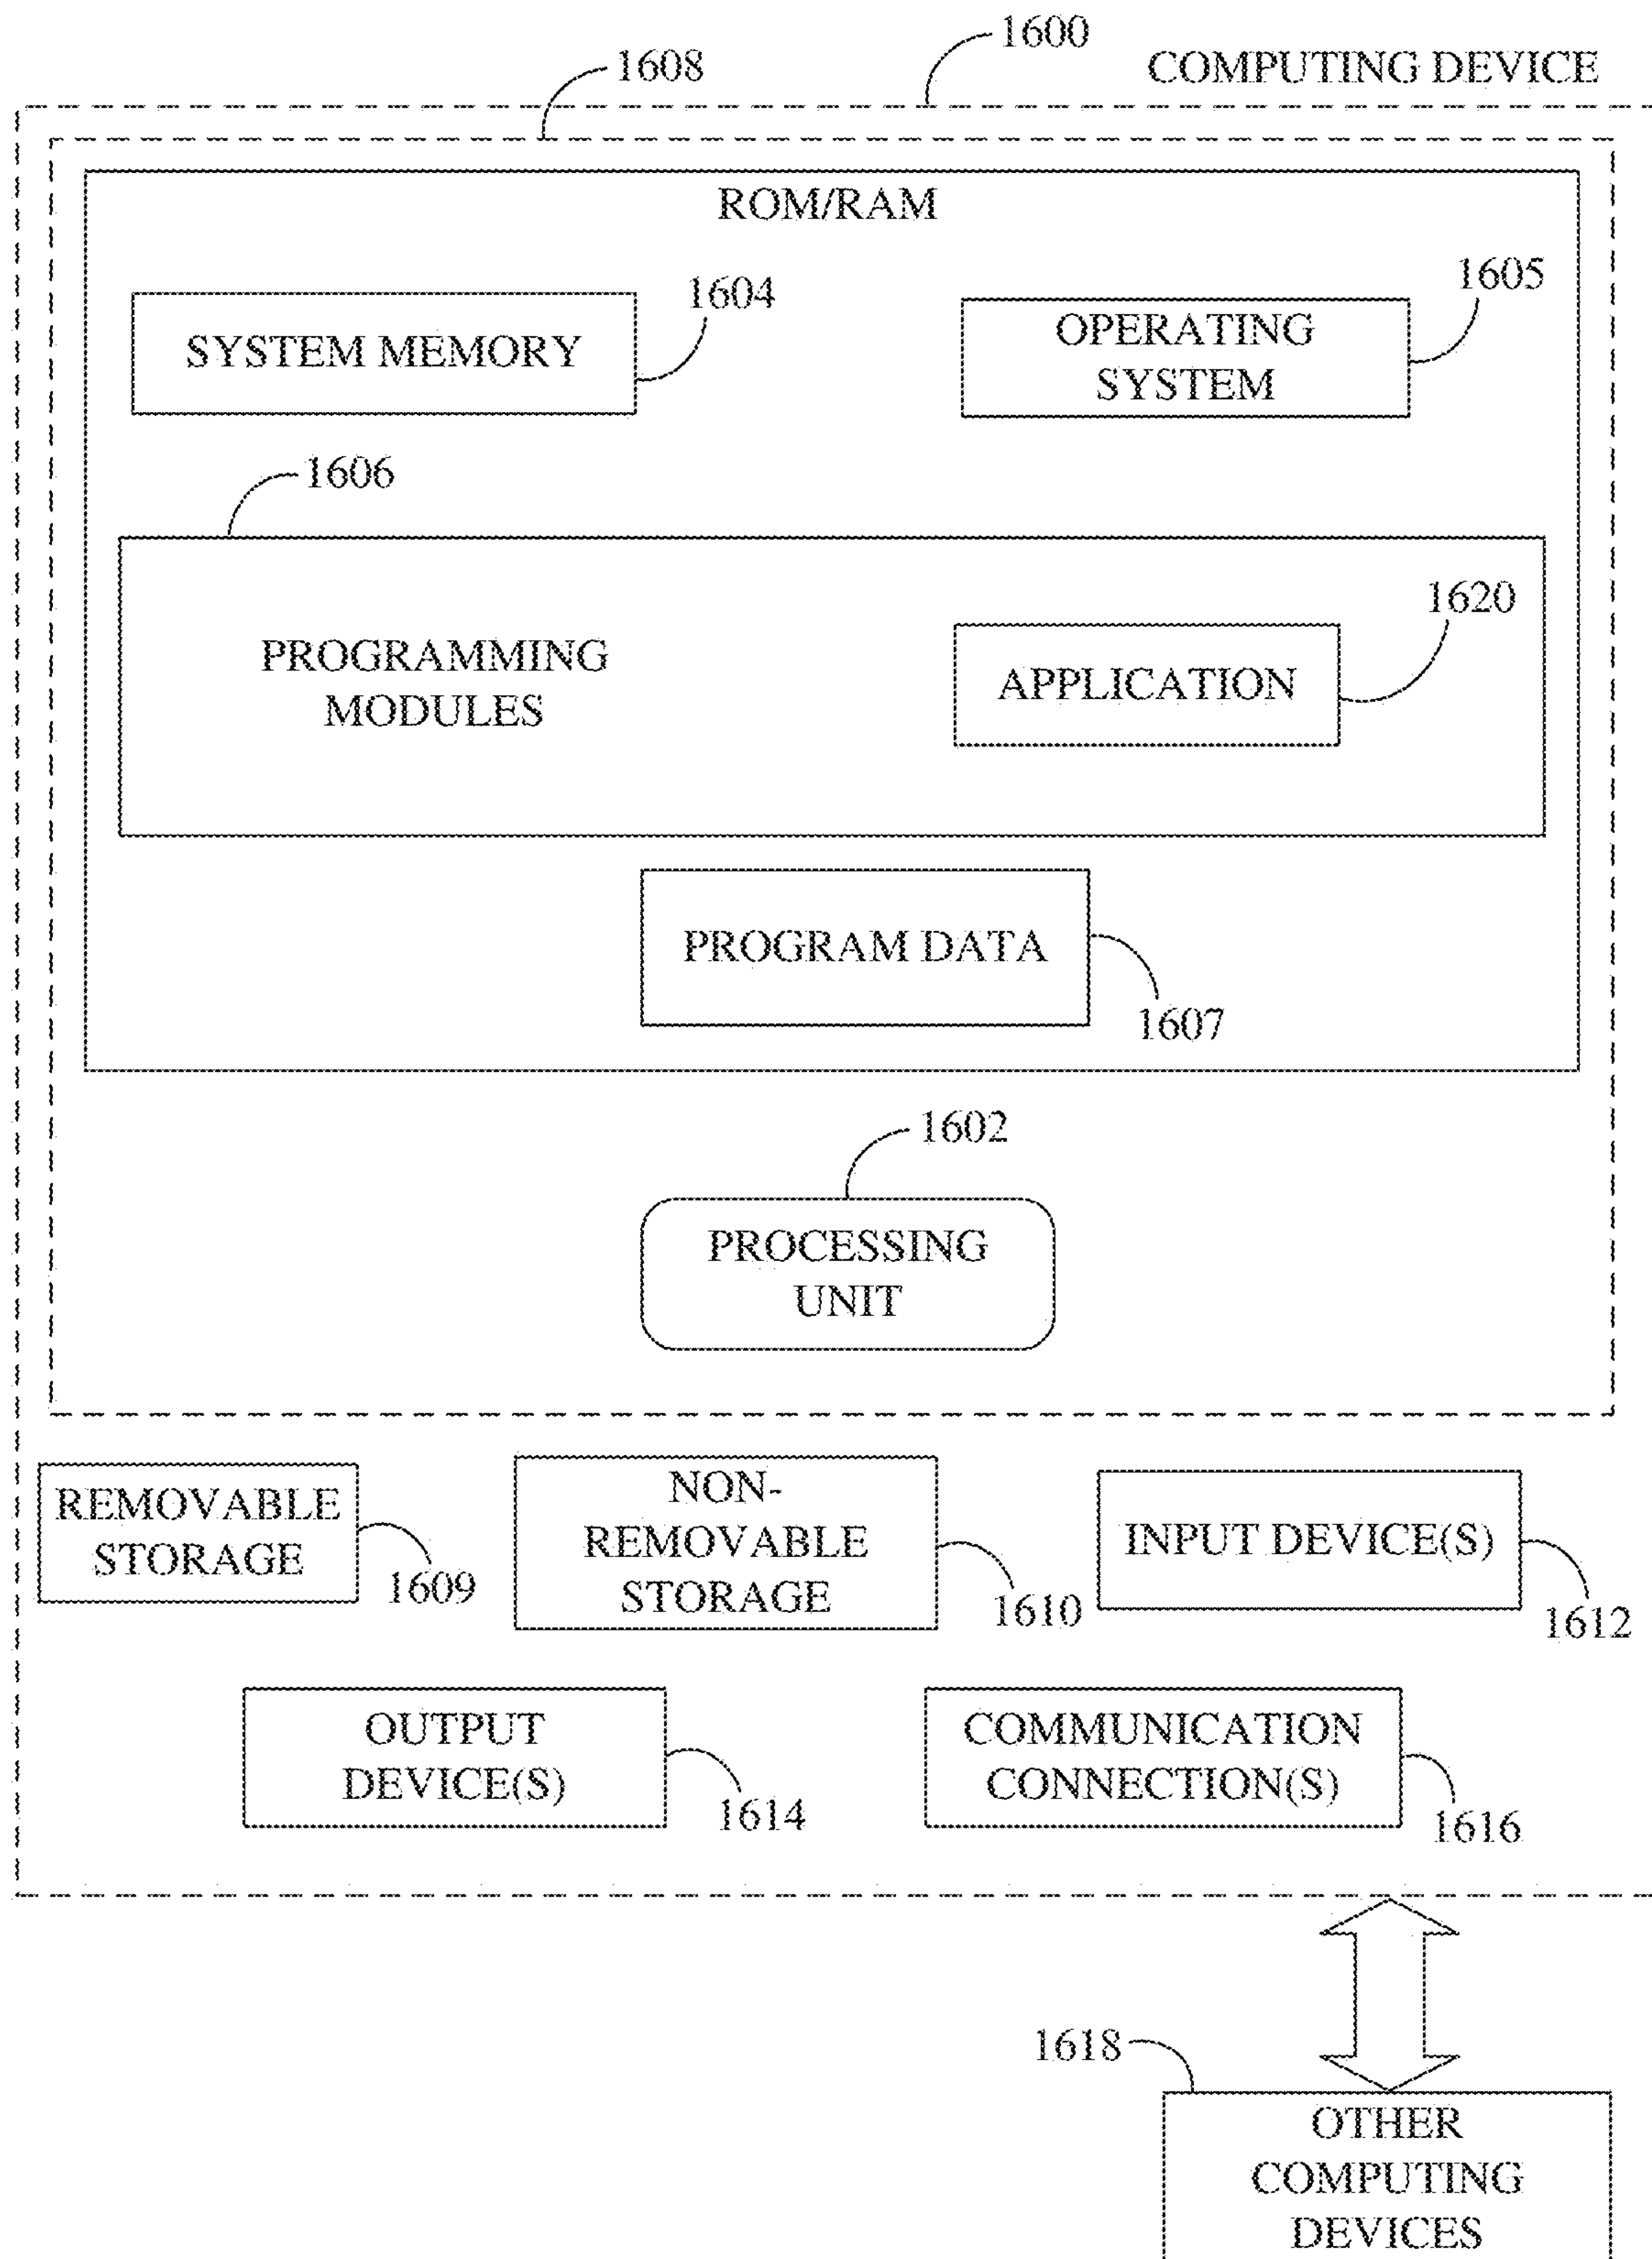 1600
COMPUTING DEVICE
1608
ROM/RAM
1604
SYSTEM MEMORY
1605
OPERATING
SYSTEM
1606
PROGRAMMING
MODULES
1620
APPLICATION
PROGRAM DATA
1607
1602
PROCESSING
UNIT
REMOVABLE
STORAGE
1609
NON-
REMOVABLE
STORAGE
1610
INPUT DEVICE(S)
1612
OUTPUT
DEVICE(S)
1614
COMMUNICATION
CONNECTION(S)
1616
1618
OTHER
COMPUTING
DEVICES